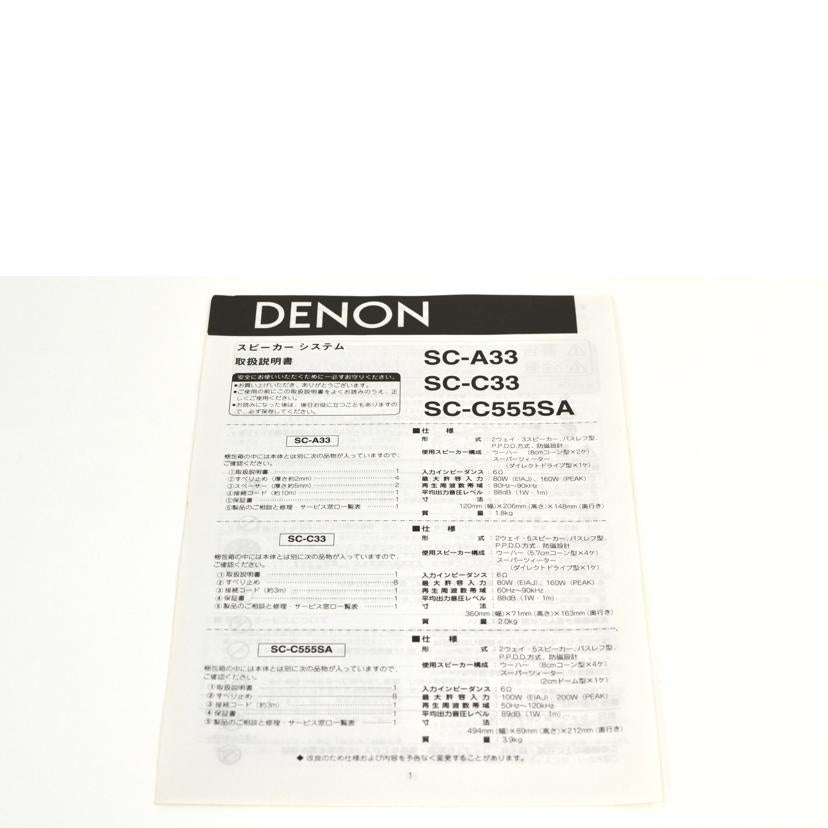 DENON
スピーカー システム
取扱説明書
SC-A33
SC-C33
SC-C555SA
安全にお使いいただくために一必ずお守りください。
●お買い上げいただき、ありがとうございます。
●ご使用の前にこの取扱説明書をよくお読みのうえ、正
しくご使用ください。
●お読みになった後は、後日お役に立つこともありますの
で、必ず保存してください。
SC-A33
梱包箱の中には本体とは別に次の品物が入っていますので、
ご確認ください。
①取扱説明書 1
②すべり止め（厚さ約2mm） 4
③スペーサー（厚さ約5mm） 2
④接続コード（約10m） 1
⑤保証書 1
⑥製品のご相談と修理・サービス窓口一覧表 1
■仕様
形式：2ウェイ・3スピーカー、バスレフ型、
P.P.D.D.方式、防磁設計
使用スピーカー構成：ウーハー（8cmコーン型×2ケ）
スーパーツィーター
（ダイレクトドライブ型×1ケ）
入力インピーダンス：6Ω
最大許容入力：80W（EIAJ）、160W（PEAK）
再生周波数帯域：80Hz〜90kHz
平均出力音圧レベル：88dB（1W・1m）
寸法：120mm（幅）×206mm（高さ）×148mm（奥行き）
質量：1.8kg
SC-C33
梱包箱の中には本体とは別に次の品物が入っていますので、
ご確認ください。
①取扱説明書 1
②すべり止め 8
③接続コード（約3m） 1
④保証書 1
⑤製品のご相談と修理・サービス窓口一覧表 1
■仕様
形式：2ウェイ・5スピーカー、バスレフ型、
P.P.D.D.方式、防磁設計
使用スピーカー構成：ウーハー（5.7cmコーン型×4ケ）
スーパーツィーター
（ダイレクトドライブ型×1ケ）
入力インピーダンス：6Ω
最大許容入力：80W（EIAJ）、160W（PEAK）
再生周波数帯域：60Hz〜90kHz
平均出力音圧レベル：88dB（1W・1m）
寸法：360mm（幅）×71mm（高さ）×163mm（奥行き）
質量：2.0kg
SC-C555SA
梱包箱の中には本体とは別に次の品物が入っていますので、
ご確認ください。
①取扱説明書 1
②すべり止め 8
③接続コード（約3m） 1
④保証書 1
⑤製品のご相談と修理・サービス窓口一覧表 1
■仕様
形式：2ウェイ・5スピーカー、バスレフ型、
P.P.D.D.方式、防磁設計
使用スピーカー構成：ウーハー（8cmコーン型×4ケ）
スーパーツィーター
（2cmドーム型×1ケ）
入力インピーダンス：6Ω
最大許容入力：100W（EIAJ）、200W（PEAK）
再生周波数帯域：50Hz〜120kHz
平均出力音圧レベル：89dB（1W・1m）
寸法：494mm（幅）×89mm（高さ）×212mm（奥行き）
質量：3.9kg
◆ 改良のため仕様および内容を予告なく変更することがあります。
1